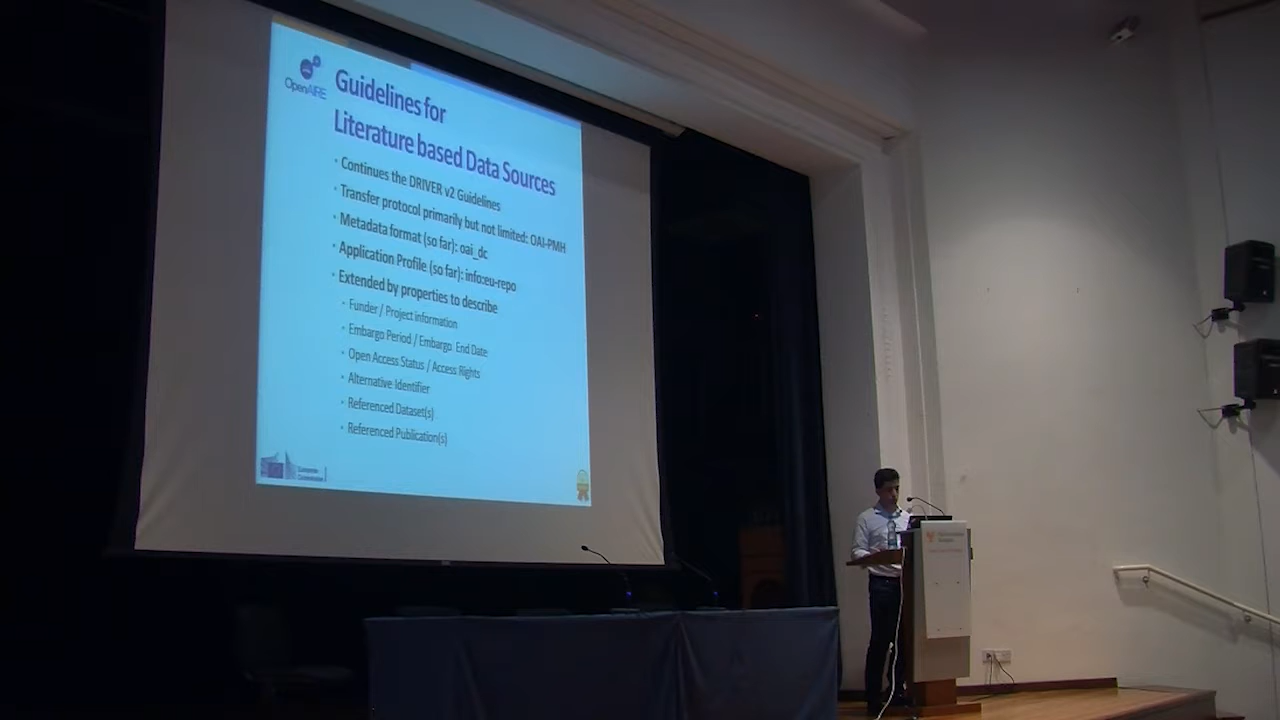 OpenAIRE
Guidelines for
Literature based Data Sources
· Continues the DRIVER v2 Guidelines
· Transfer protocol primarily but not limited: OAI-PMH
· Metadata format (so far): oai_dc
· Application Profile (so far): info:eu-repo
· Extended by properties to describe
· Funder / Project information
· Embargo Period / Embargo End Date
· Open Access Status / Access Rights
· Alternative Identifier
· Referenced Dataset(s)
· Referenced Publication(s)
European
Commission